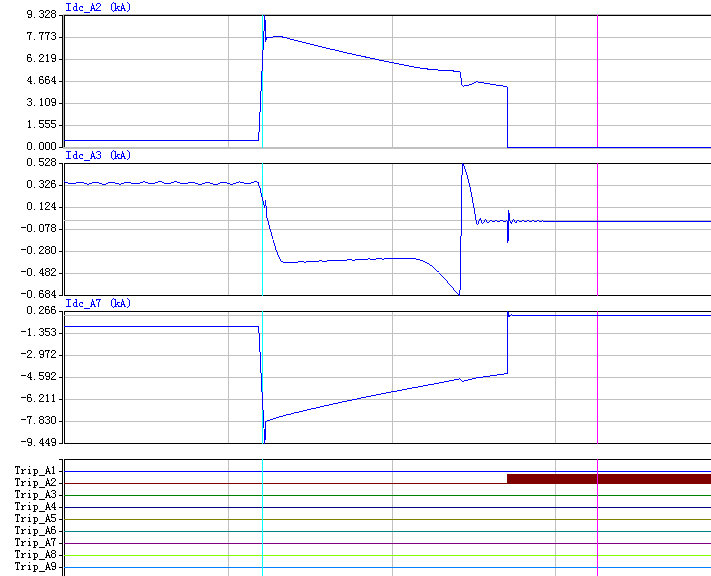 Idc_A2 (kA)
9.328
7.773
6.219
4.664
3.109
1.555
0.000
Idc_A3 (kA)
0.528
0.326
0.124
-0.078
-0.280
-0.482
-0.684
Idc_A7 (kA)
0.266
-1.353
-2.972
-4.592
-6.211
-7.830
-9.449
Trip_A1
Trip_A2
Trip_A3
Trip_A4
Trip_A5
Trip_A6
Trip_A7
Trip_A8
Trip_A9